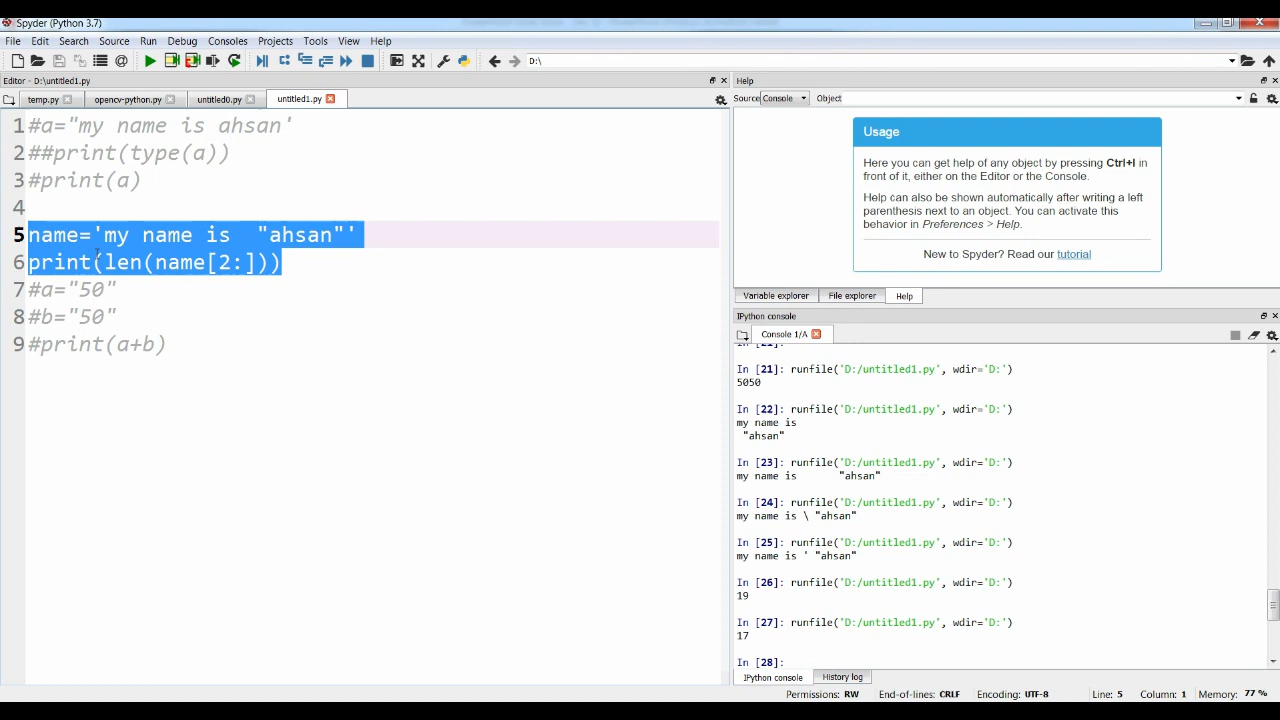 Spyder (Python 3.7)
File Edit Search Source Run Debug Consoles Projects Tools View Help
D:\
Editor - D:\untitled1.py
Help
temp.py opencv-python.py untitled0.py untitled1.py
Source Console Object
1 #a="my name is ahsan'
2 ##print(type(a))
3 #print(a)
4
5 name='my name is  "ahsan"'
6 print(len(name[2:]))
7 #a="50"
8 #b="50"
9 #print(a+b)
Usage
Here you can get help of any object by pressing Ctrl+I in
front of it, either on the Editor or the Console.
Help can also be shown automatically after writing a left
parenthesis next to an object. You can activate this
behavior in Preferences > Help.
New to Spyder? Read our tutorial
Variable explorer File explorer Help
IPython console
Console 1/A
In [21]:
In [21]: runfile('D:/untitled1.py', wdir='D:')
5050
In [22]: runfile('D:/untitled1.py', wdir='D:')
my name is
 "ahsan"
In [23]: runfile('D:/untitled1.py', wdir='D:')
my name is 	 "ahsan"
In [24]: runfile('D:/untitled1.py', wdir='D:')
my name is \ "ahsan"
In [25]: runfile('D:/untitled1.py', wdir='D:')
my name is ' "ahsan"
In [26]: runfile('D:/untitled1.py', wdir='D:')
19
In [27]: runfile('D:/untitled1.py', wdir='D:')
17
In [28]:
IPython console History log
Permissions: RW End-of-lines: CRLF Encoding: UTF-8 Line: 5 Column: 1 Memory: 77 %